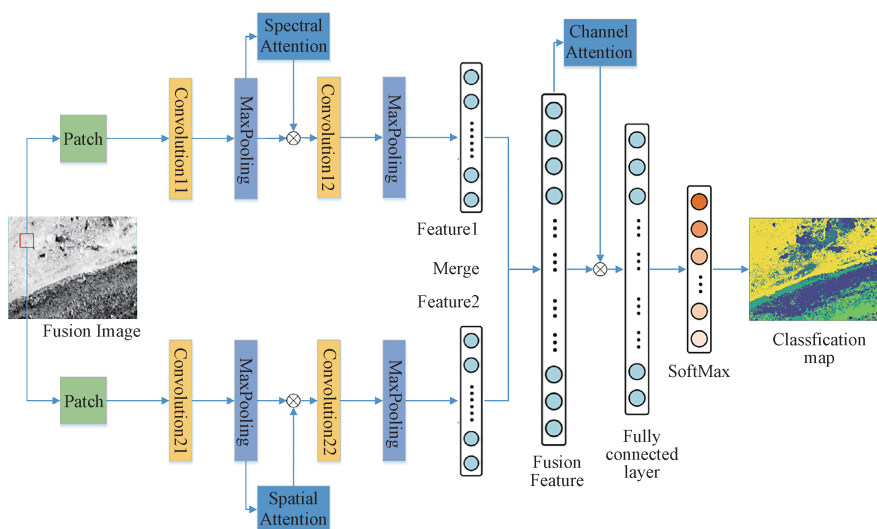 Spectral
Attention
Channel
Attention
Patch
Convolution11
MaxPooling
Convolution12
MaxPooling
Feature1
Merge
Feature2
Fusion Image
Classfication
map
SoftMax
Patch
Convolution21
MaxPooling
Convolution22
MaxPooling
Spatial
Attention
Fusion
Feature
Fully
connected
layer